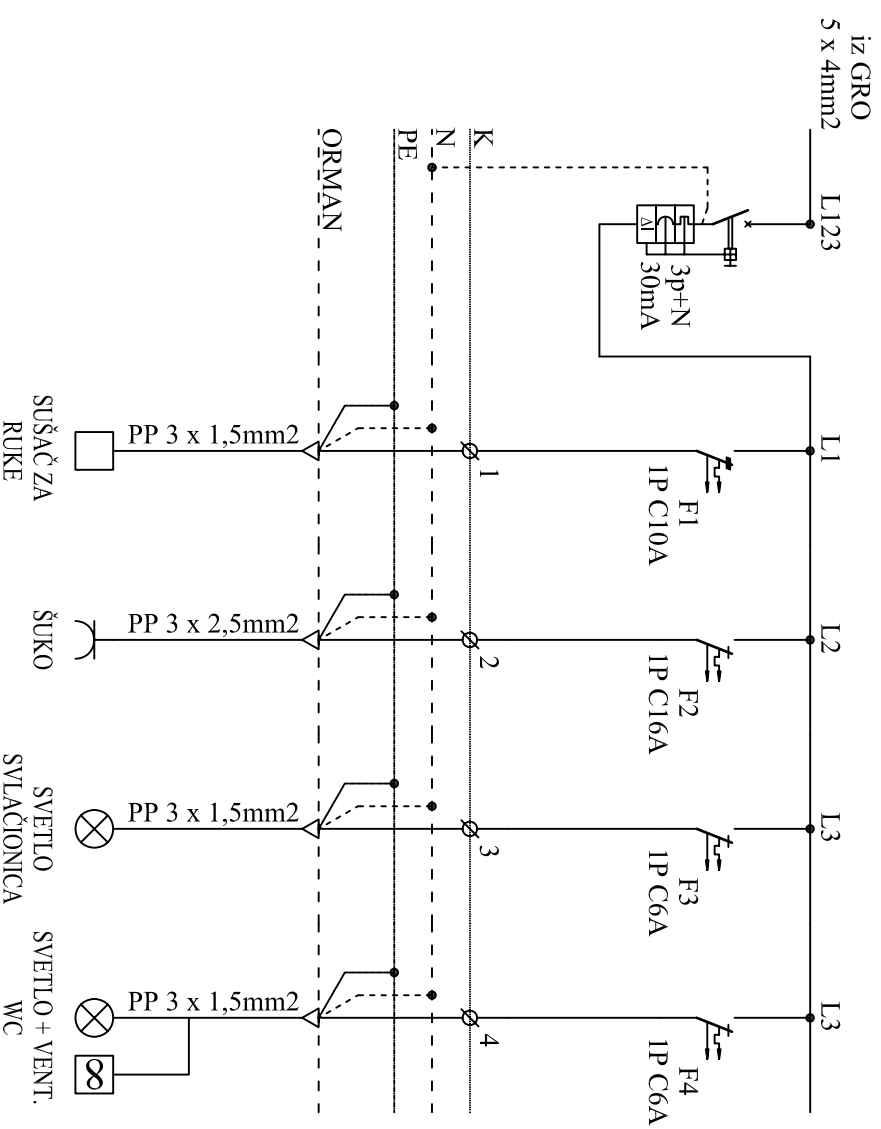 iz GRO
5 x 4mm2
L123
L1
L2
L3
L3
3p+N
30mA
ΔI
F1
1P C10A
F2
1P C16A
F3
1P C6A
F4
1P C6A
K
N
PE
ORMAN
1
2
3
4
PP 3 x 1,5mm2
PP 3 x 2,5mm2
PP 3 x 1,5mm2
PP 3 x 1,5mm2
SUŠAČ ZA
RUKE
ŠUKO
SVETLO
SVLAČIONICA
SVETLO + VENT.
WC